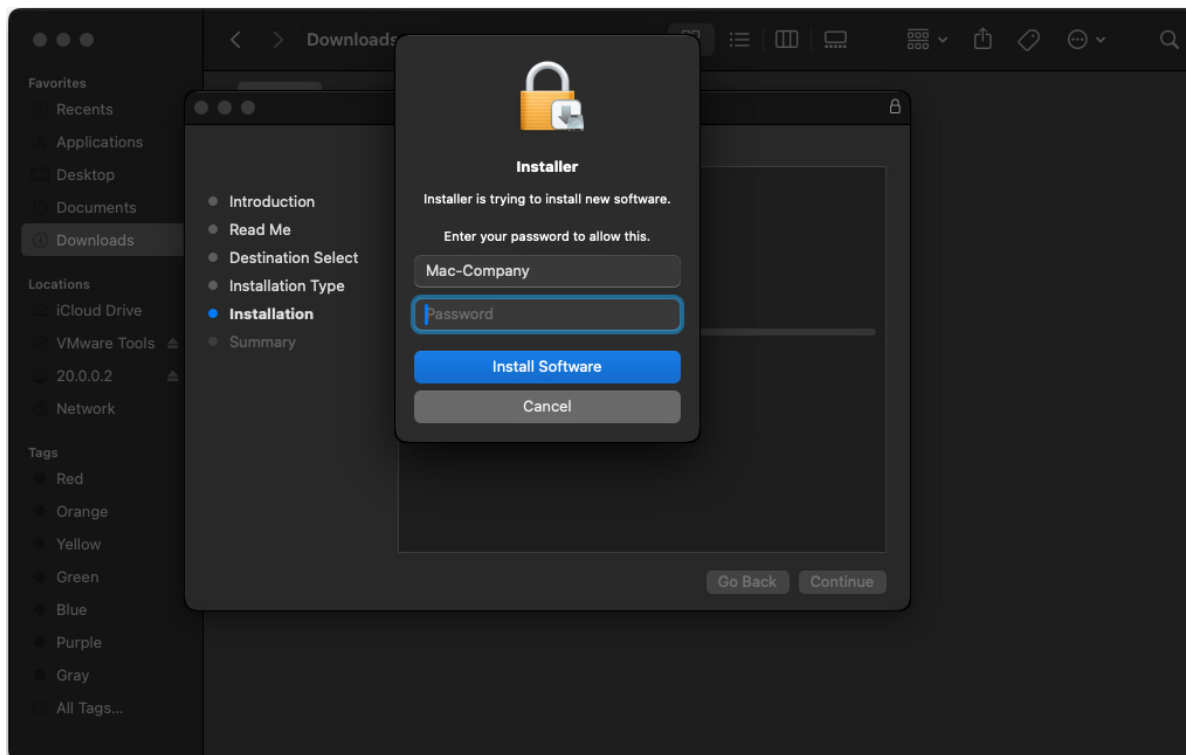 Downloads
Favorites
Recents
Applications
Desktop
Documents
Downloads
Locations
iCloud Drive
VMware Tools
20.0.0.2
Network
Tags
Red
Orange
Yellow
Green
Blue
Purple
Gray
All Tags...
Introduction
Read Me
Destination Select
Installation Type
Installation
Summary
Go Back
Continue
Installer
Installer is trying to install new software.
Enter your password to allow this.
Mac-Company
Password
Install Software
Cancel